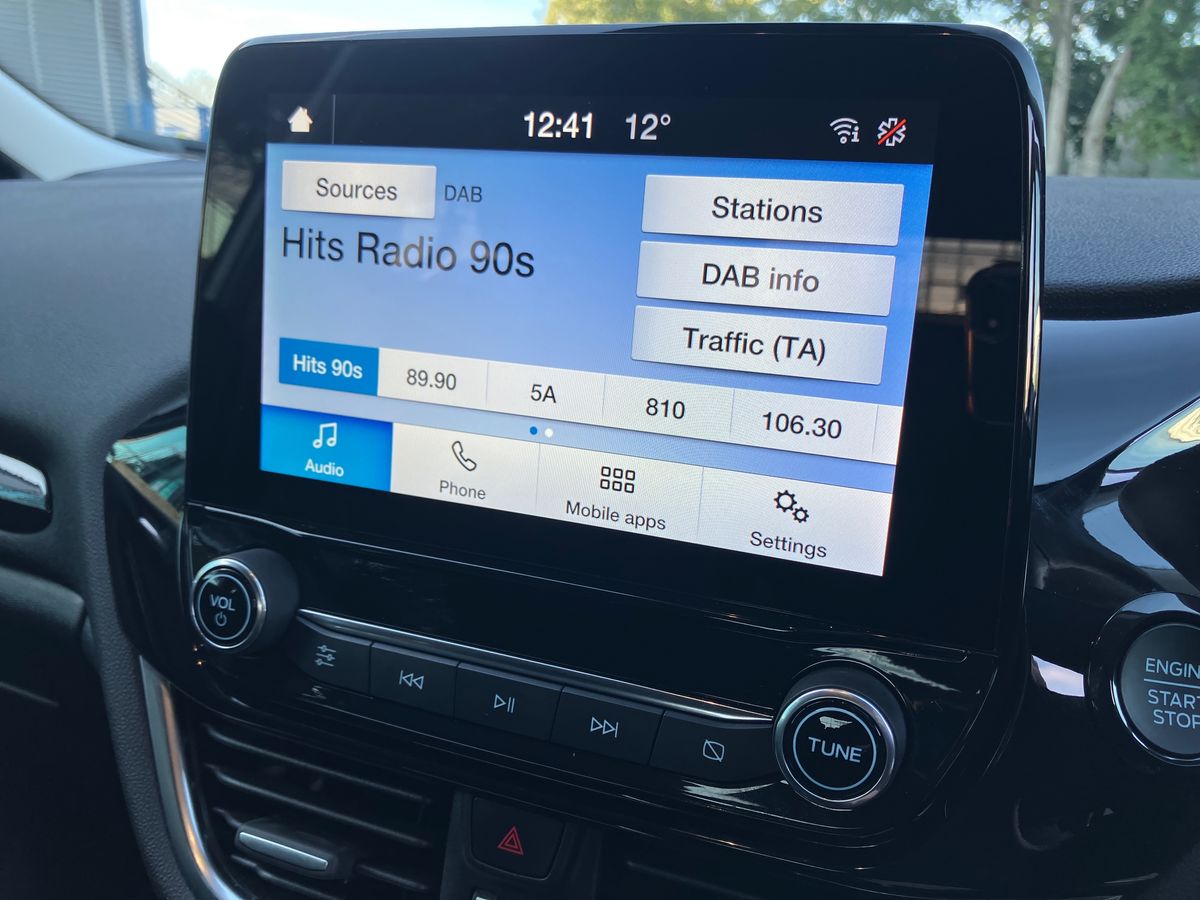 12:41 12°
Sources DAB
Hits Radio 90s
Stations
DAB info
Traffic (TA)
Hits 90s 89.90 5A 810 106.30
Audio Phone Mobile apps Settings
VOL
TUNE
ENGIN
START
STOP